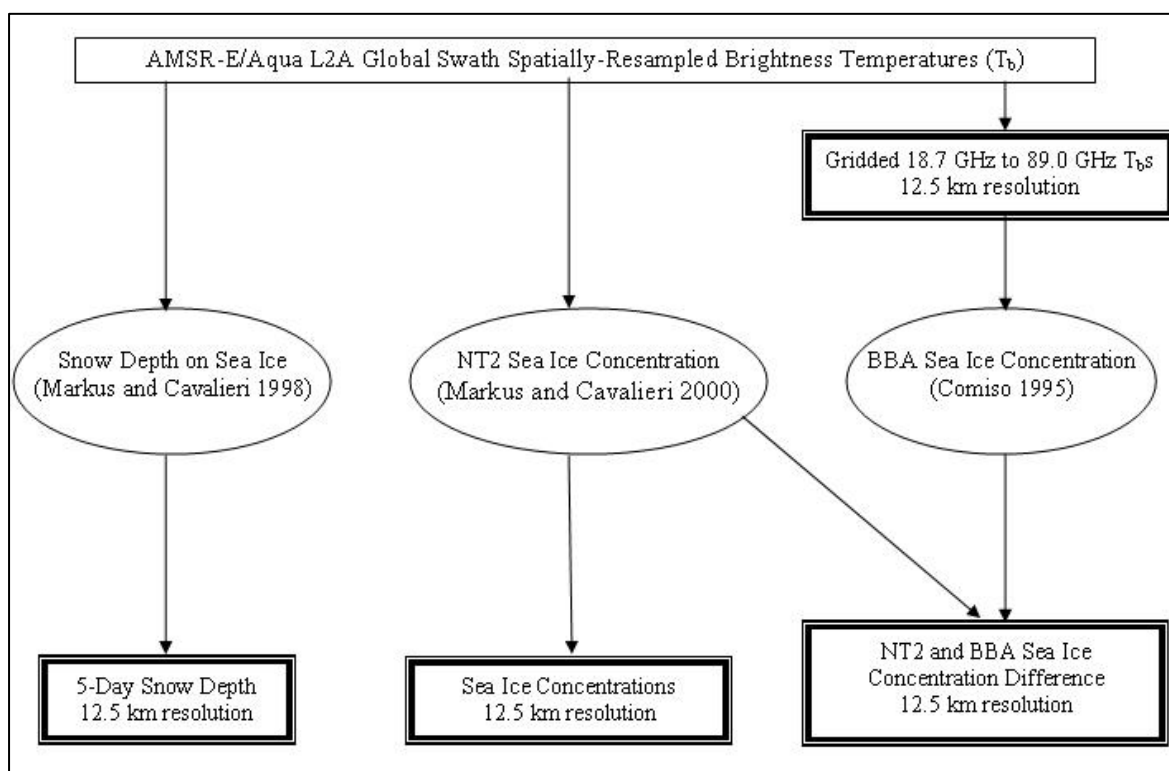 AMSR-E/Aqua L2A Global Swath Spatially-Resampled Brightness Temperatures (Tb)
Gridded 18.7 GHz to 89.0 GHz Tbs
12.5 km resolution
Snow Depth on Sea Ice
(Markus and Cavalieri 1998)
NT2 Sea Ice Concentration
(Markus and Cavalieri 2000)
BBA Sea Ice Concentration
(Comiso 1995)
5-Day Snow Depth
12.5 km resolution
Sea Ice Concentrations
12.5 km resolution
NT2 and BBA Sea Ice
Concentration Difference
12.5 km resolution